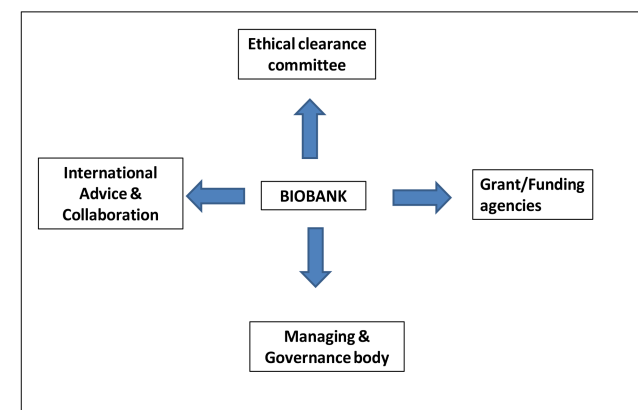 Ethical clearance
committee
International
Advice &
Collaboration
BIOBANK
Grant/Funding
agencies
Managing &
Governance body